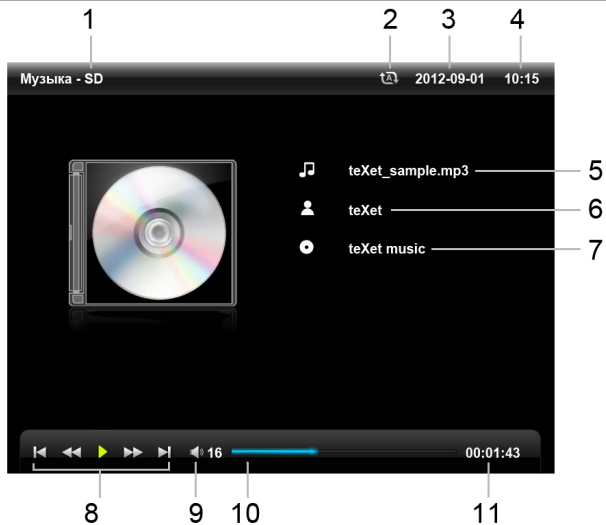 1 2 3 4
Музыка - SD A 2012-09-01 10:15
teXet_sample.mp3 5
teXet 6
teXet music 7
16 00:01:43
8 9 10 11